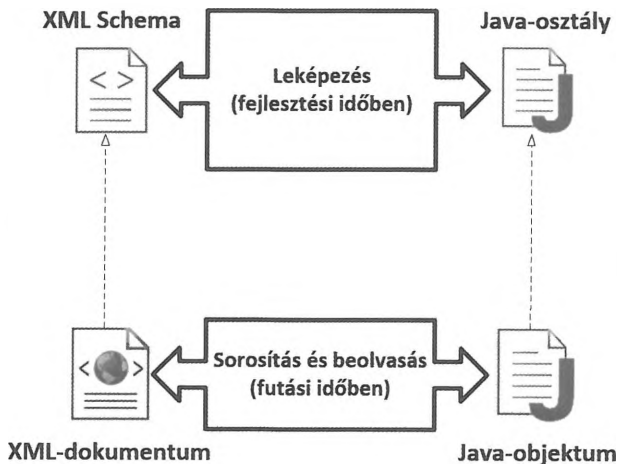 XML Schema
Java-osztály
< >
Leképezés
(fejlesztési időben)
J
Sorosítás és beolvasás
(futási időben)
< >
J
XML-dokumentum
Java-objektum